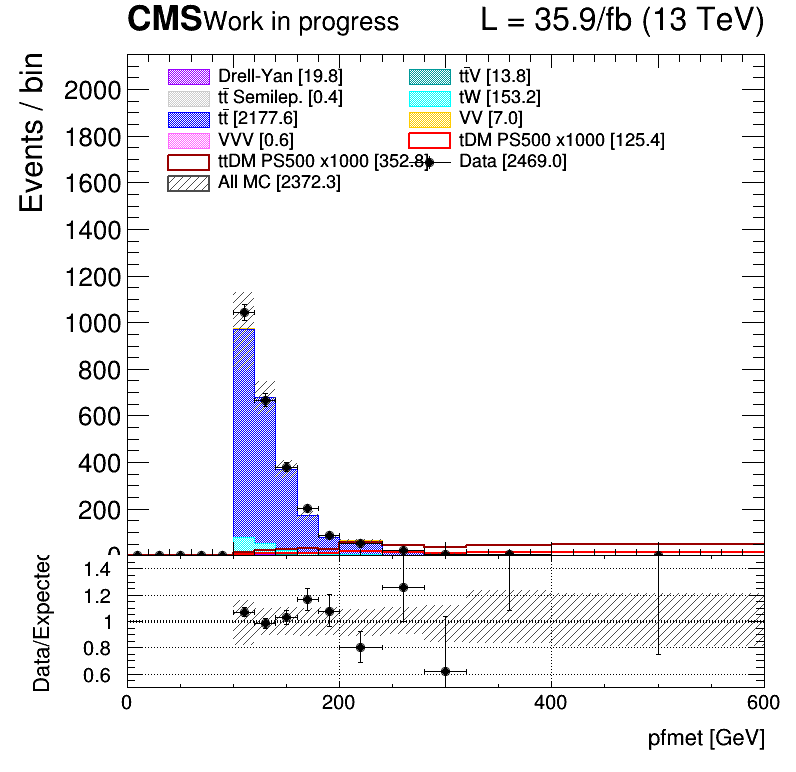 CMS Work in progress L = 35.9/fb (13 TeV)
Events / bin
2000
1800
1600
1400
1200
1000
800
600
400
200
0
Drell-Yan [19.8] tt̄V [13.8]
tt̄ Semilep. [0.4] tW [153.2]
tt̄ [2177.6] VV [7.0]
VVV [0.6] tDM PS500 x1000 [125.4]
ttDM PS500 x1000 [352.8] Data [2469.0]
All MC [2372.3]
Data/Expected
1.4
1.2
1
0.8
0.6
0 200 400 600
pfmet [GeV]